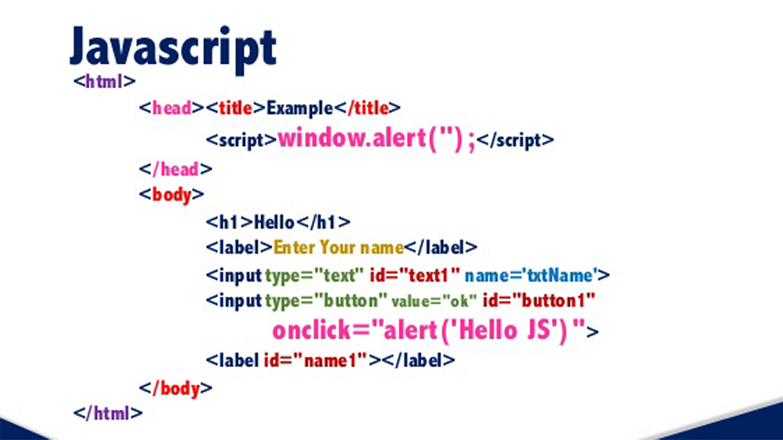 Javascript
<html>
<head><title>Example</title>
<script>window.alert('');</script>
</head>
<body>
<h1>Hello</h1>
<label>Enter Your name</label>
<input type="text" id="text1" name='txtName'>
<input type="button" value="ok" id="button1"
onclick="alert('Hello JS')">
<label id="name1"></label>
</body>
</html>